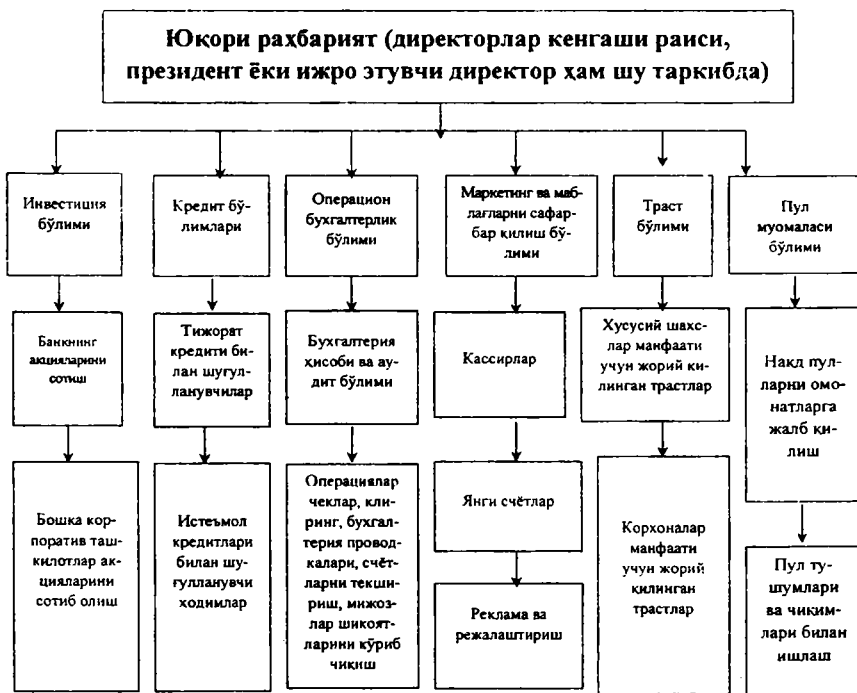 Юқори раҳбарият (директорлар кенгаши раиси,
президент ёки ижро этувчи директор ҳам шу таркибда)
Инвестиция
бўлими
Кредит бў-
лимлари
Операцион
бухгалтерлик
бўлими
Маркетинг ва маб-
лағларни сафар-
бар қилиш бў-
лими
Траст
бўлими
Пул
муомаласи
бўлими
Банкнинг
акцияларини
сотиш
Тижорат
кредити би-
лан шуғул-
ланувчилар
Бухгалтерия
ҳисоби ва ау-
дит бўлими
Кассирлар
Хусусий шахс-
лар манфаати
учун жорий қи-
линган трастлар
Нақд пул-
ларни омо-
натларга
жалб қи-
лиш
Бошка кор-
поратив таш-
килотлар ак-
цияларини
сотиб олиш
Истеъмол
кредитлари
билан шу-
ғулланувчи
ходимлар
Операциялар
чеклар, кли-
ринг, бухгал-
терия провод-
калари, счёт-
ларни текши-
риш, мижоз-
лар шикоят-
ларини кўриб
чиқиш
Янги счётлар
Реклама ва
режалаштириш
Корхоналар
манфаати
учун жорий
қилинган
трастлар
Пул ту-
шумлари
ва чиқим-
лари билан
ишлаш